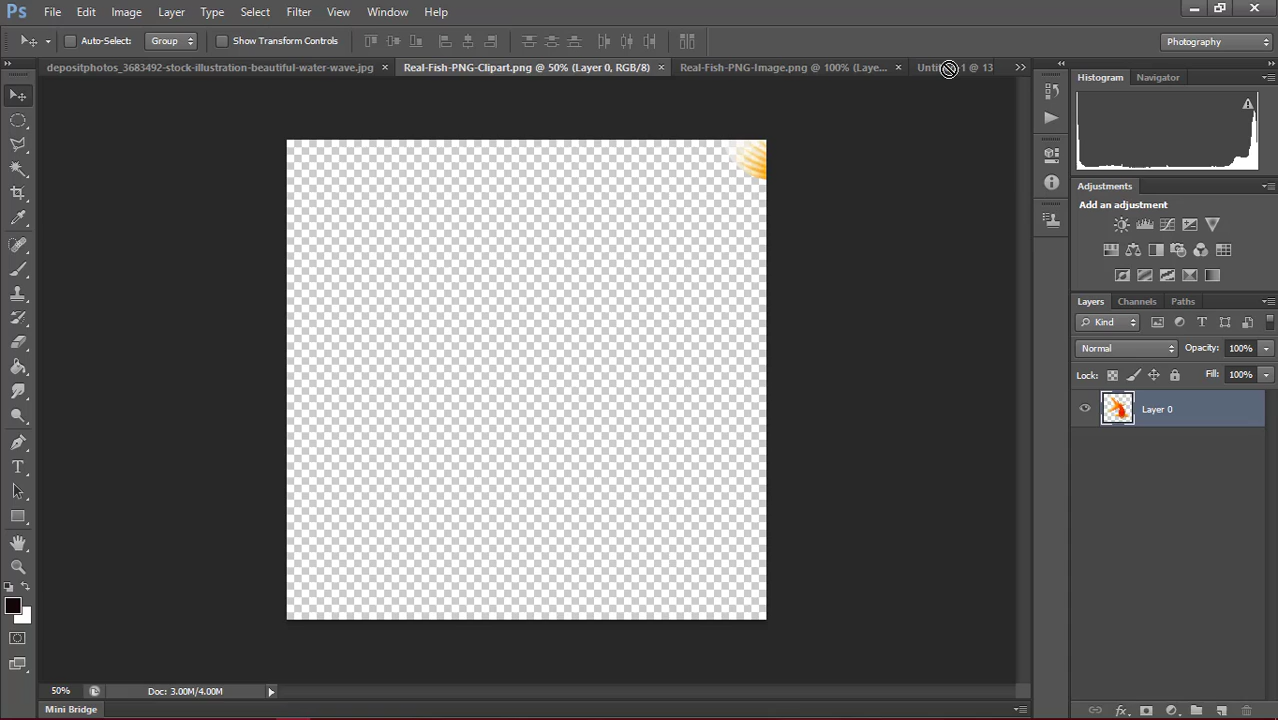 Ps File Edit Image Layer Type Select Filter View Window Help
Auto-Select: Group Show Transform Controls Photography
depositphotos_3683492-stock-illustration-beautiful-water-wave.jpg × Real-Fish-PNG-Clipart.png @ 50% (Layer 0, RGB/8) × Real-Fish-PNG-Image.png @ 100% (Laye... × 1 @ 13
Histogram Navigator
Adjustments
Add an adjustment
Layers Channels Paths
Kind
Normal Opacity: 100%
Lock: Fill: 100%
Layer 0
50% Doc: 3.00M/4.00M
Mini Bridge